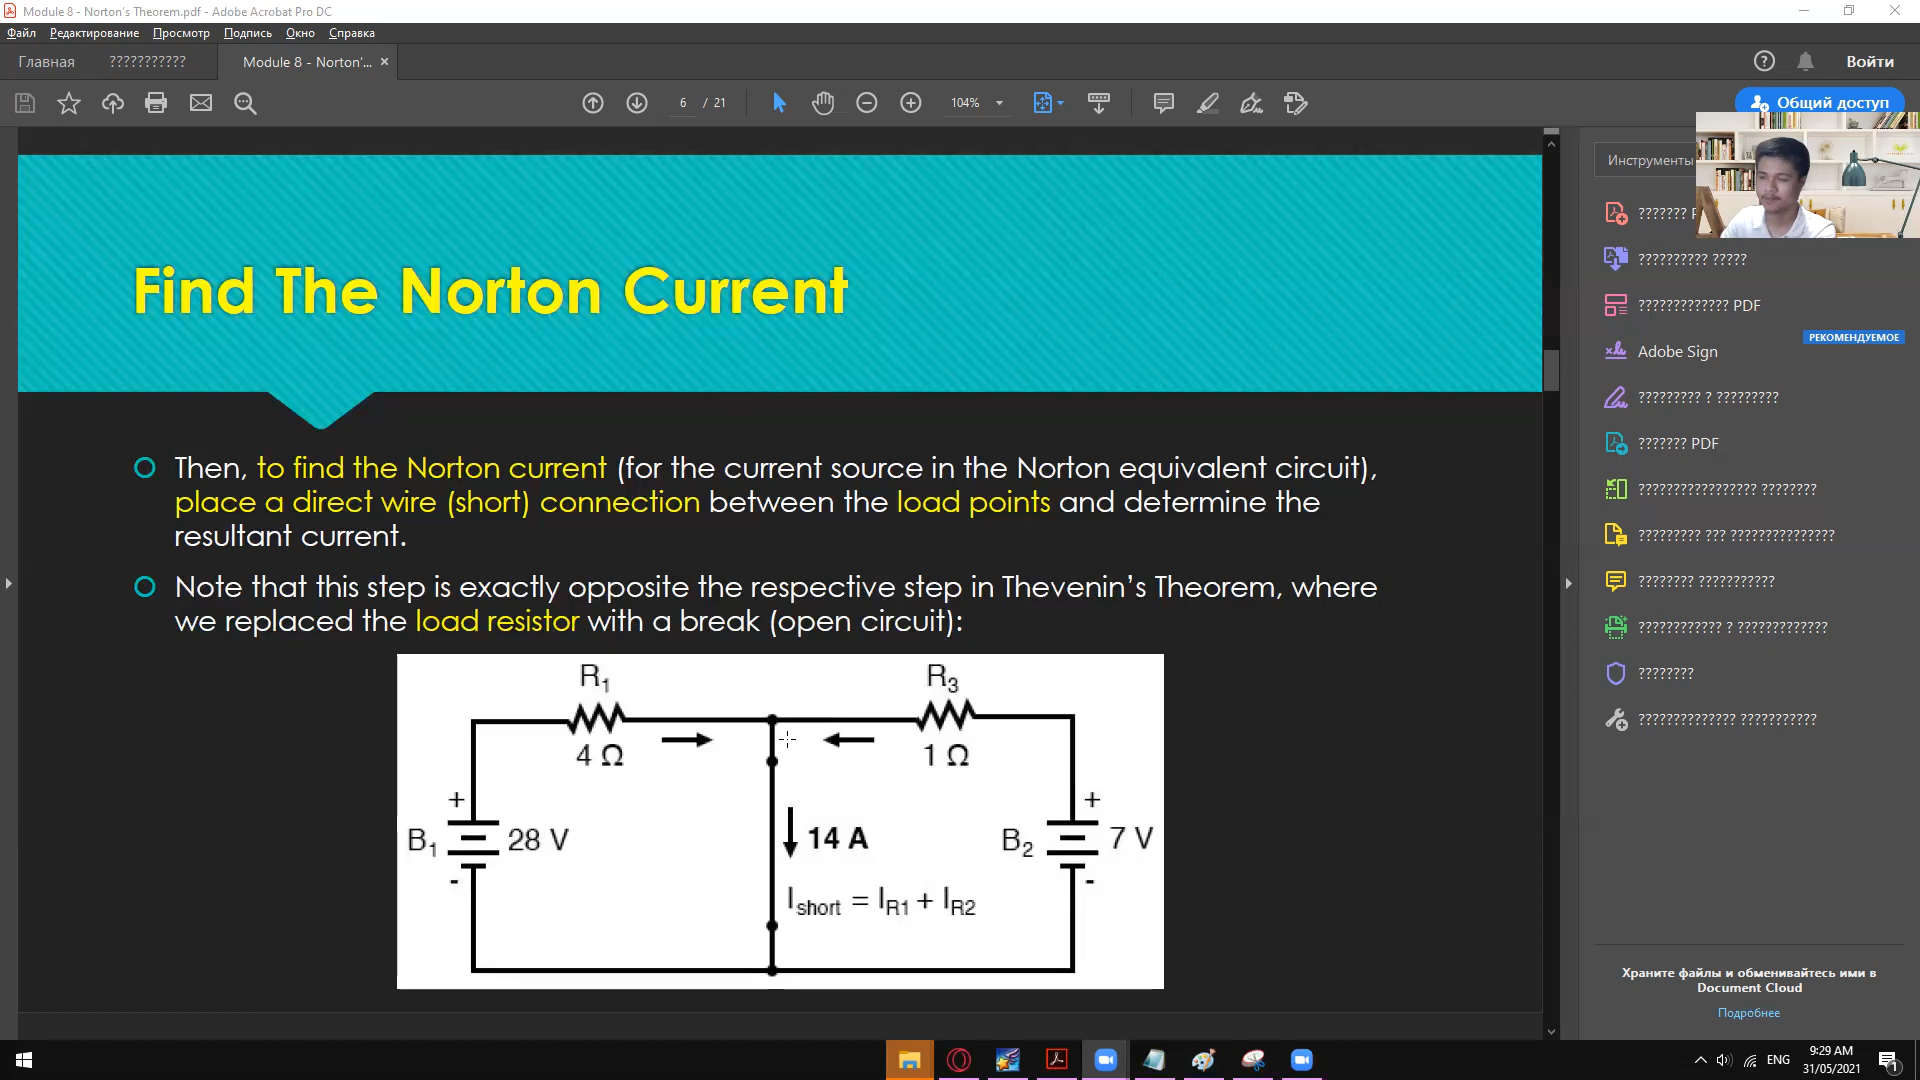 Module 8 - Norton's Theorem.pdf - Adobe Acrobat Pro DC
Файл Редактирование Просмотр Подпись Окно Справка
Главная ??????????? Module 8 - Norton'... × Войти
6 / 21 104% Общий доступ
Инструменты
??????? P
?????????? ?????
????????????? PDF
РЕКОМЕНДУЕМОЕ
Adobe Sign
????????? ? ?????????
??????? PDF
????????????????? ????????
????????? ??? ???????????????
???????? ???????????
???????????? ? ?????????????
????????
?????????????? ???????????
Храните файлы и обменивайтесь ими в
Document Cloud
Подробнее
Find The Norton Current
Then, to find the Norton current (for the current source in the Norton equivalent circuit),
place a direct wire (short) connection between the load points and determine the
resultant current.
Note that this step is exactly opposite the respective step in Thevenin's Theorem, where
we replaced the load resistor with a break (open circuit):
R1 R3
4 Ω 1 Ω
+ +
B1 28 V 14 A B2 7 V
- -
Ishort = IR1 + IR2
ENG
9:29 AM
31/05/2021
1